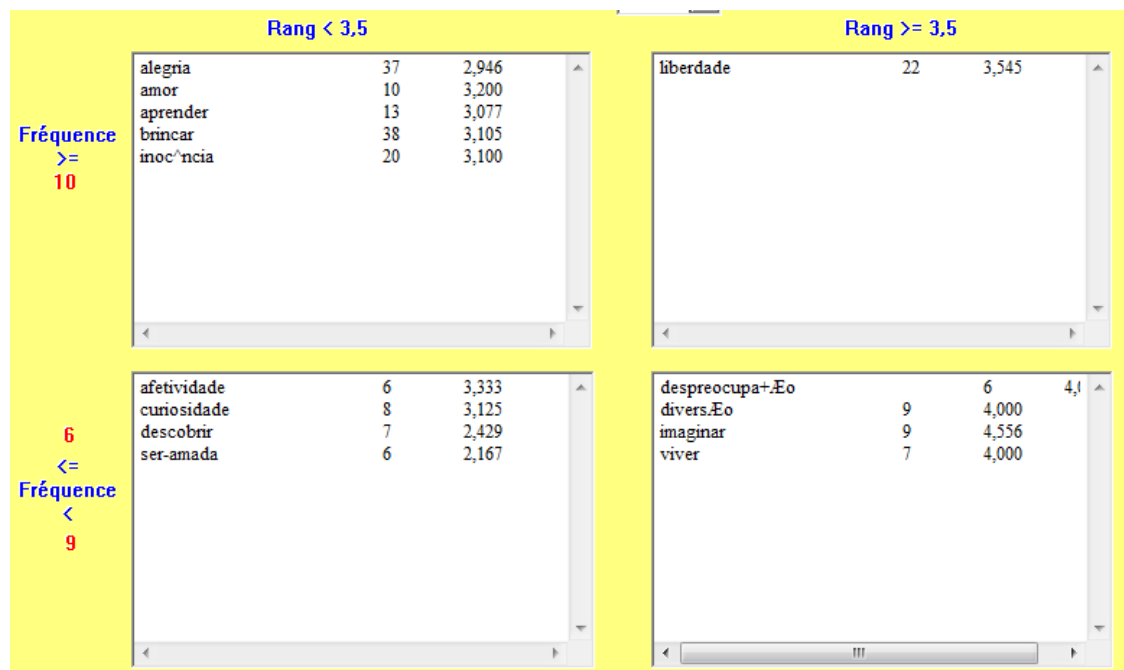 Rang < 3,5
Rang >= 3,5
Fréquence
>=
10
alegria 37 2,946
amor 10 3,200
aprender 13 3,077
brincar 38 3,105
inoc^ncia 20 3,100
liberdade 22 3,545
6
<=
Fréquence
<
9
afetividade 6 3,333
curiosidade 8 3,125
descobrir 7 2,429
ser-amada 6 2,167
despreocupa+Æo 6
diversÆo 9 4,000
imaginar 9 4,556
viver 7 4,000